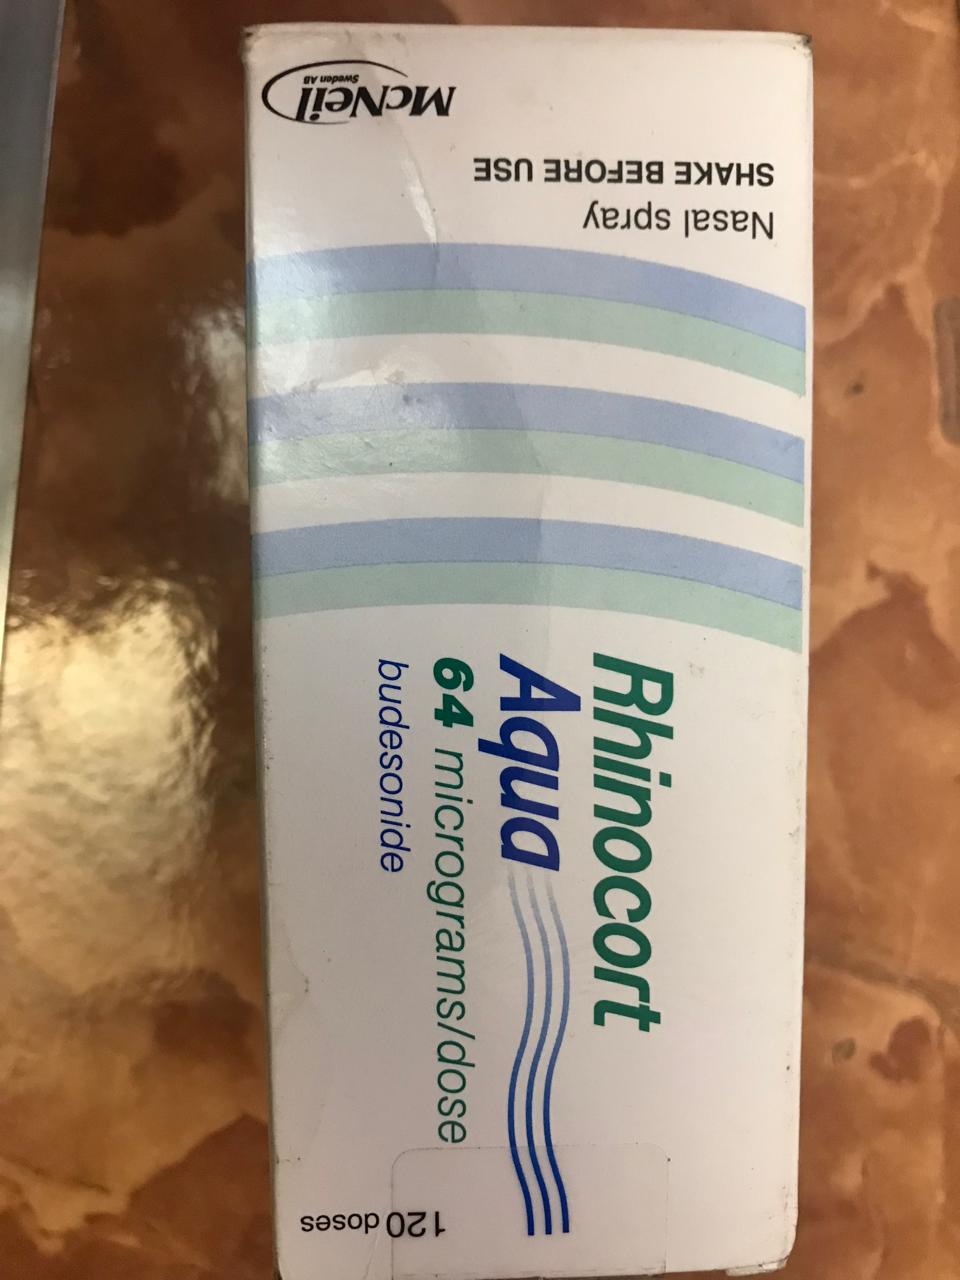 Rhinocort
Aqua
64 micrograms/dose
budesonide
Nasal spray
SHAKE BEFORE USE
McNeil
Sweden AB
120 doses